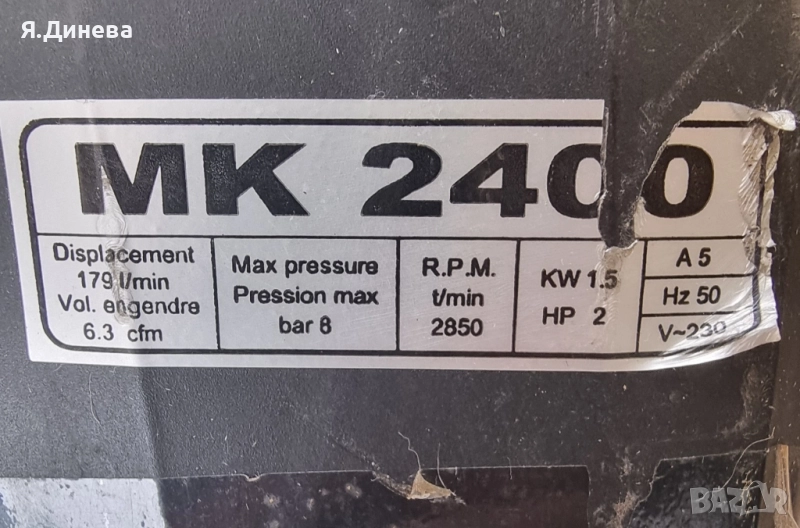 Я.Динева
MK 2400
Displacement
179 l/min
Vol. engendre
6.3 cfm
Max pressure
Pression max
bar 8
R.P.M.
t/min
2850
KW 1.5
HP 2
A 5
Hz 50
V~230
BAZAR